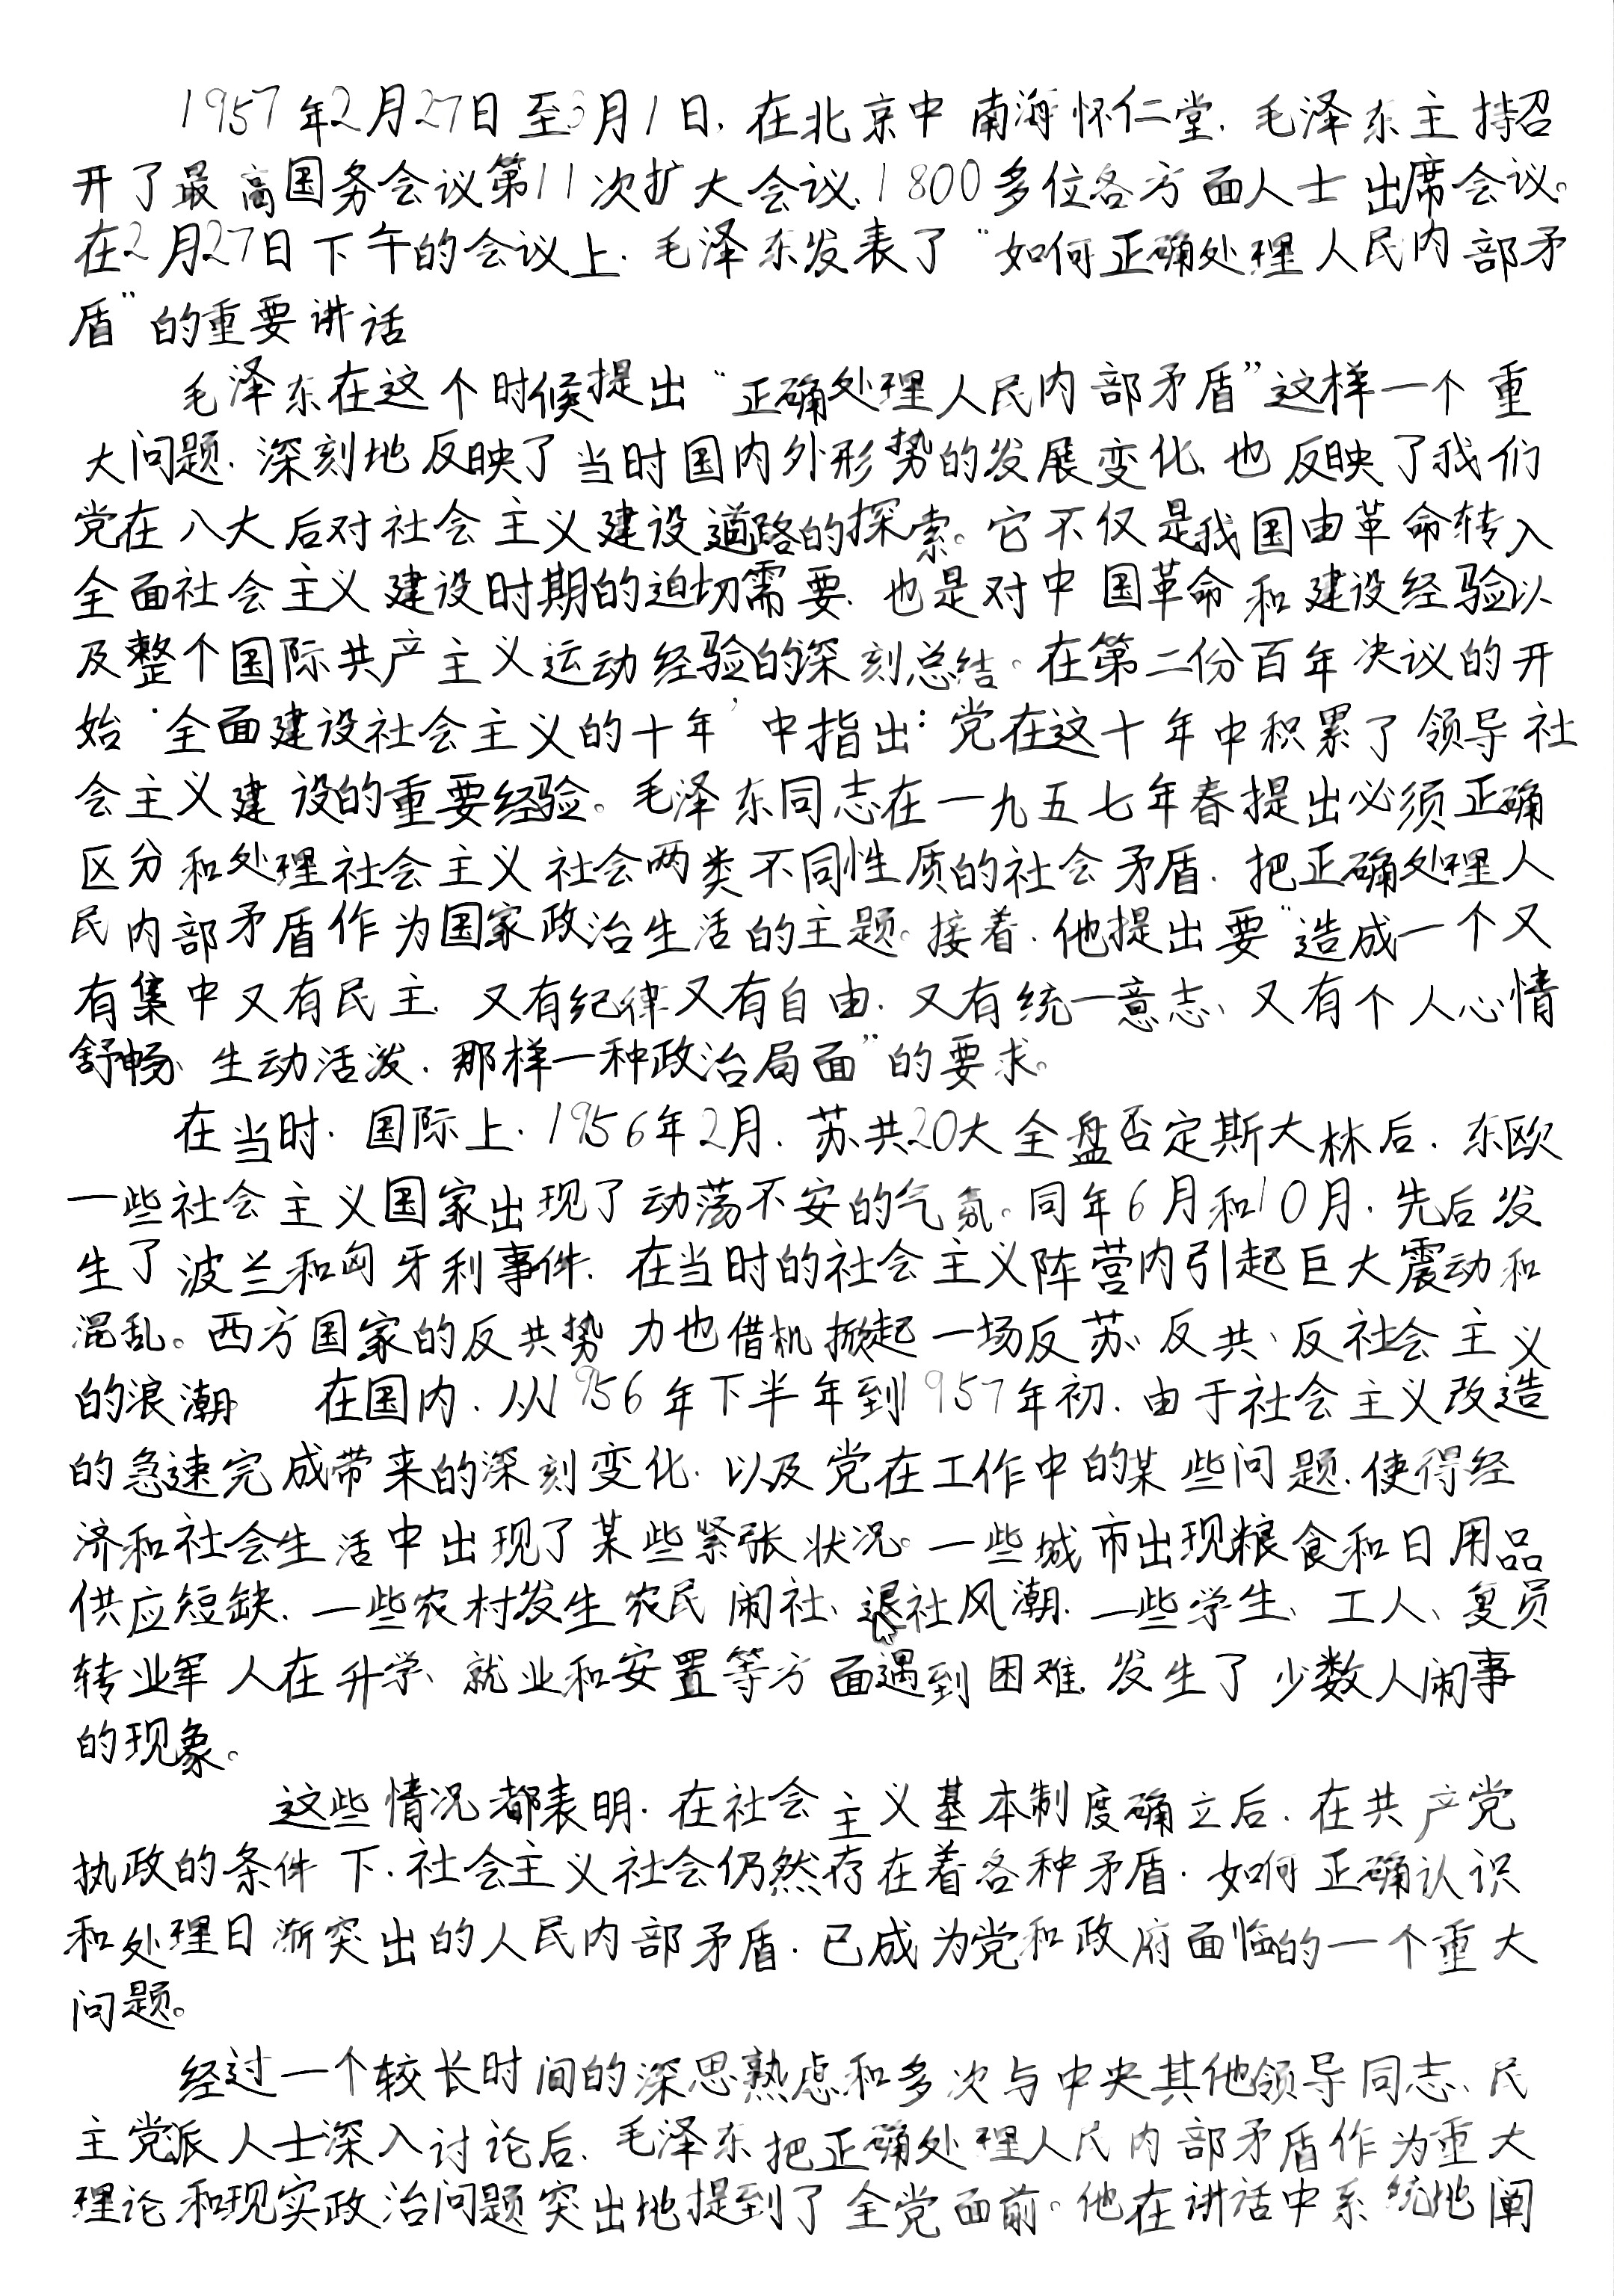 1957年2月27日至3月1日,在北京中南海怀仁堂,毛泽东主持召
开了最高国务会议第11次扩大会议,1800多位各方面人士出席会议。
在2月27日下午的会议上,毛泽东发表了“如何正确处理人民内部矛
盾”的重要讲话
毛泽东在这个时候提出“正确处理人民内部矛盾”这样一个重
大问题,深刻地反映了当时国内外形势的发展变化,也反映了我们
党在八大后对社会主义建设道路的探索。它不仅是我国由革命转入
全面社会主义建设时期的迫切需要,也是对中国革命和建设经验以
及整个国际共产主义运动经验的深刻总结。在第二份百年决议的开
始‘全面建设社会主义的十年’中指出:党在这十年中积累了领导社
会主义建设的重要经验。毛泽东同志在一九五七年春提出必须正确
区分和处理社会主义社会两类不同性质的社会矛盾,把正确处理人
民内部矛盾作为国家政治生活的主题。接着,他提出要“造成一个又
有集中又有民主,又有纪律又有自由,又有统一意志、又有个人心情
舒畅、生动活泼,那样一种政治局面”的要求。
在当时,国际上,1956年2月,苏共20大全盘否定斯大林后,东欧
一些社会主义国家出现了动荡不安的气氛。同年6月和10月,先后发
生了波兰和匈牙利事件,在当时的社会主义阵营内引起巨大震动和
混乱。西方国家的反共势力也借机掀起一场反苏、反共、反社会主义
的浪潮。 在国内,从1956年下半年到1957年初,由于社会主义改造
的急速完成带来的深刻变化,以及党在工作中的某些问题,使得经
济和社会生活中出现了某些紧张状况。一些城市出现粮食和日用品
供应短缺,一些农村发生农民闹社、退社风潮,一些学生、工人、复员
转业军人在升学、就业和安置等方面遇到困难,发生了少数人闹事
的现象。
这些情况都表明,在社会主义基本制度确立后,在共产党
执政的条件下,社会主义社会仍然存在着各种矛盾,如何正确认识
和处理日渐突出的人民内部矛盾,已成为党和政府面临的一个重大
问题。
经过一个较长时间的深思熟虑和多次与中央其他领导同志、民
主党派人士深入讨论后,毛泽东把正确处理人民内部矛盾作为重大
理论和现实政治问题突出地提到了全党面前。他在讲话中系统地阐